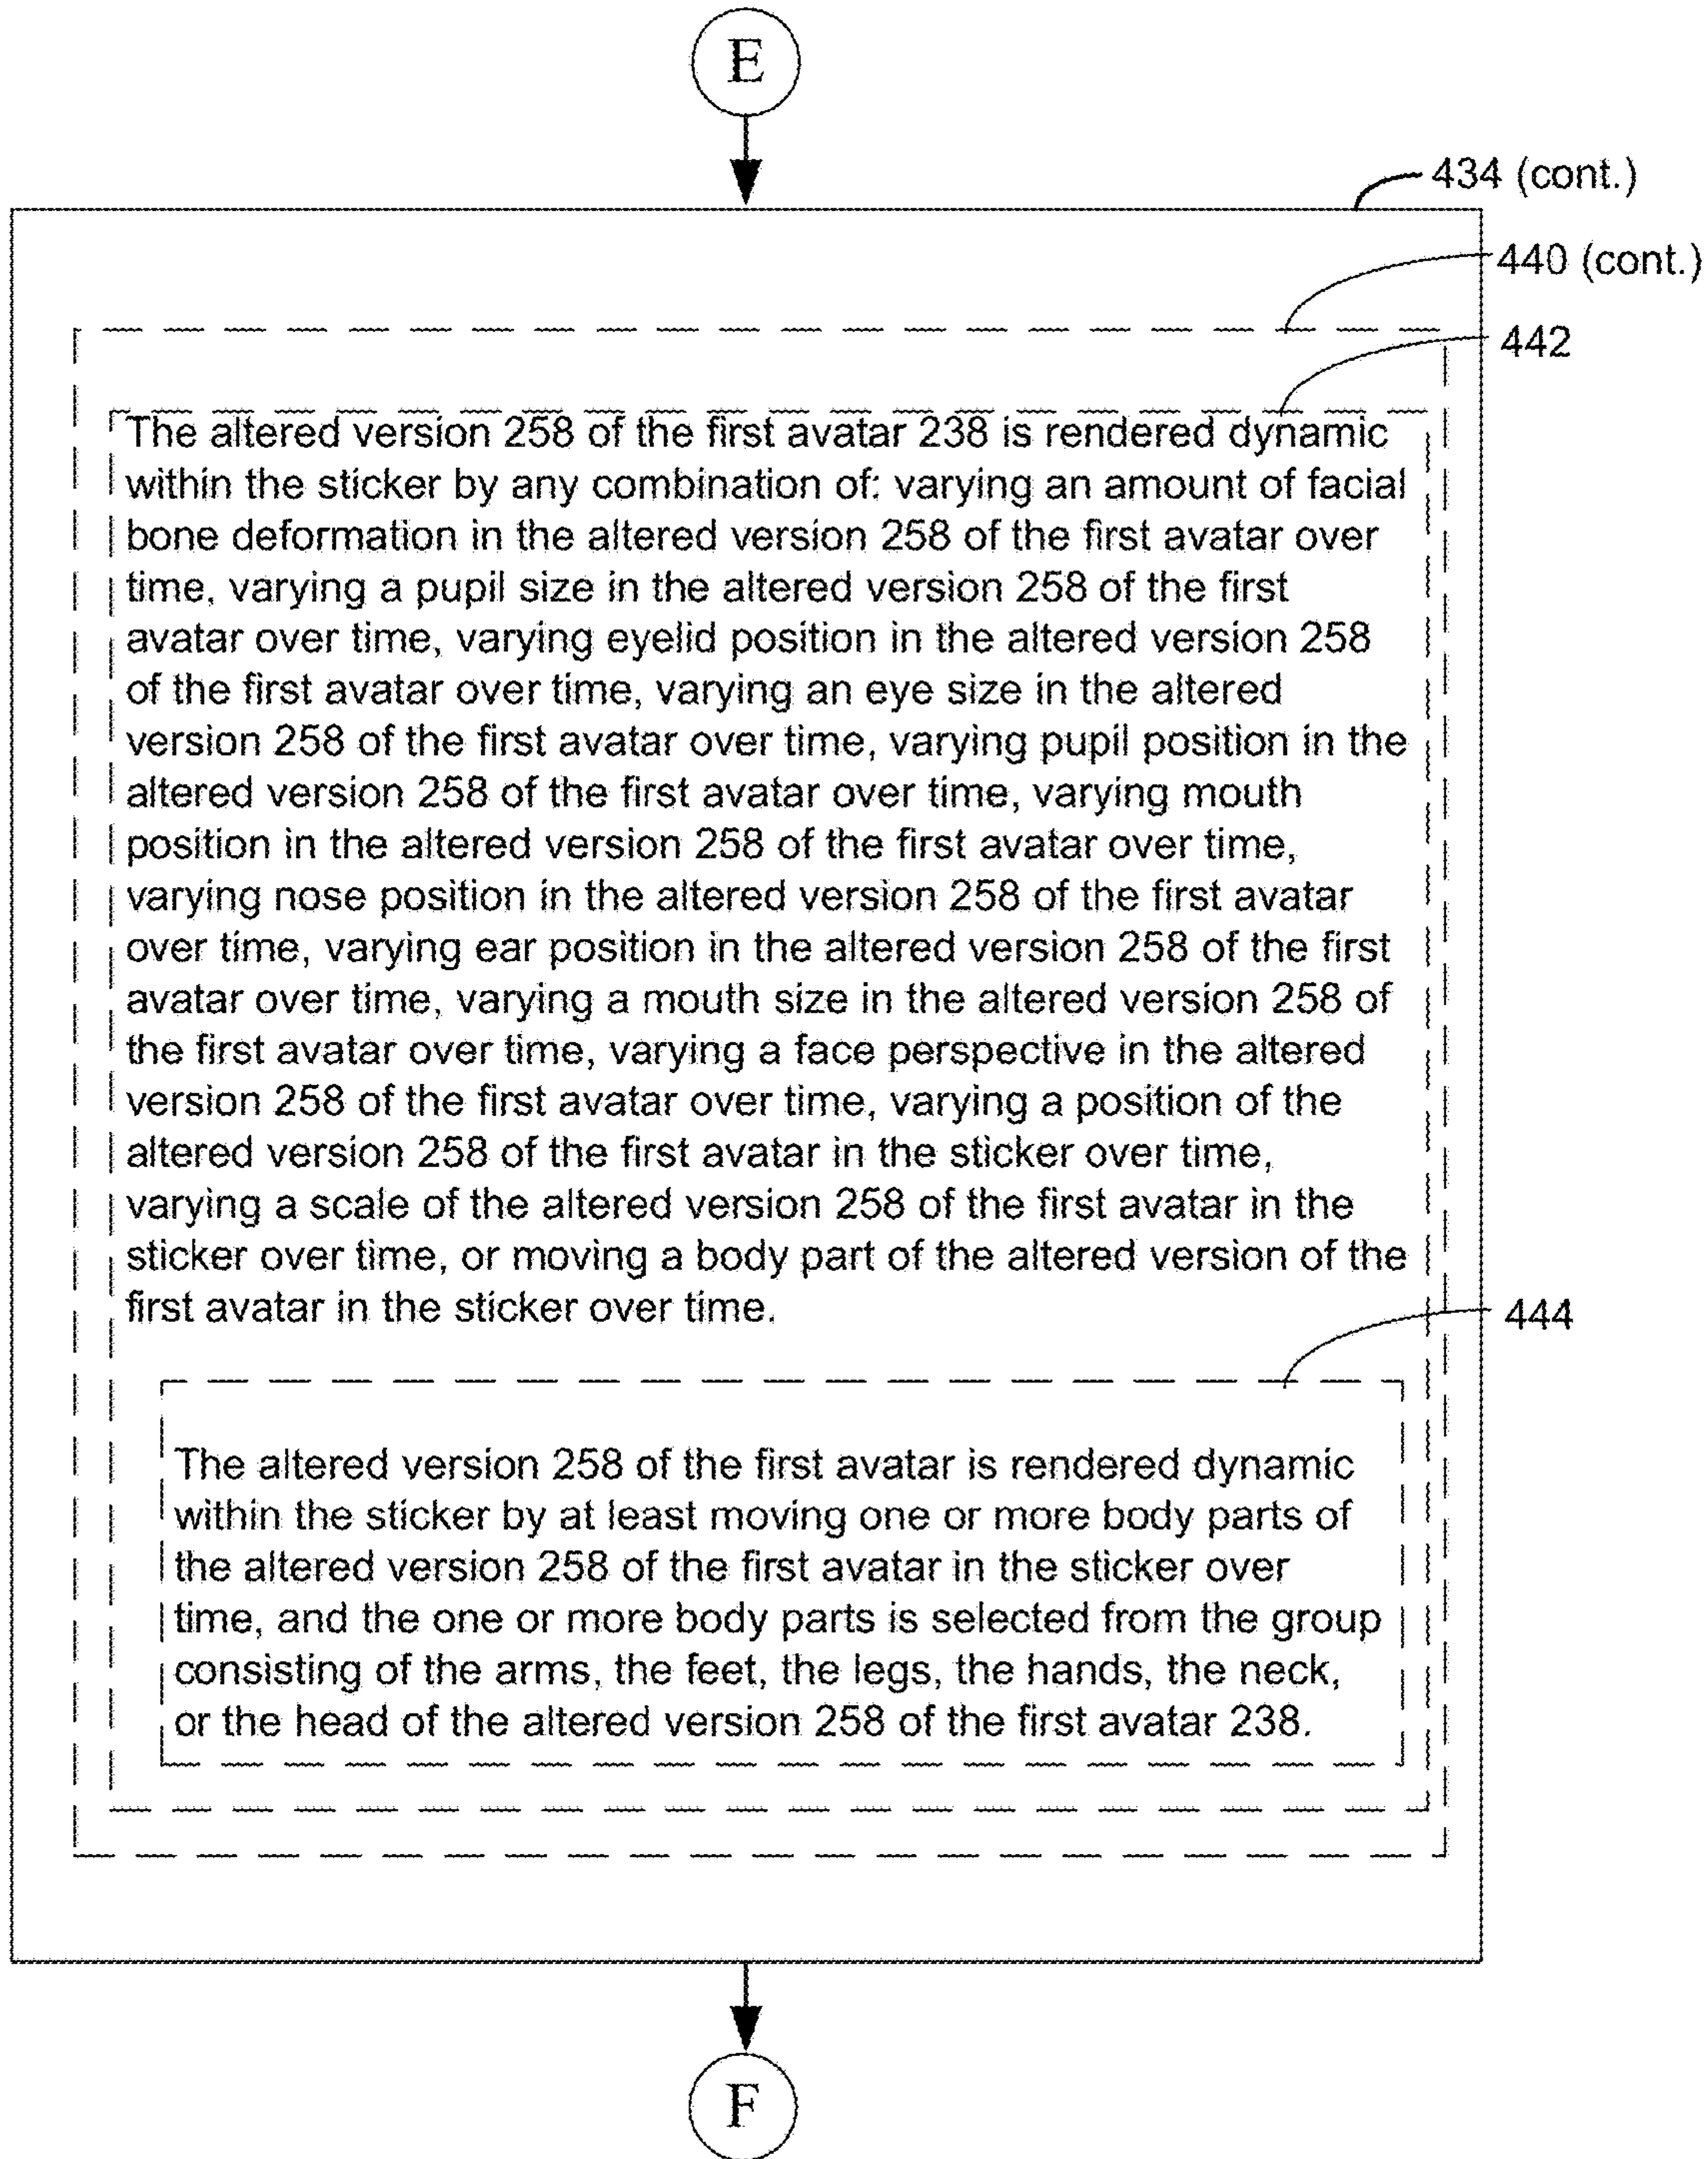 E
434 (cont.)
440 (cont.)
442
The altered version 258 of the first avatar 238 is rendered dynamic
within the sticker by any combination of: varying an amount of facial
bone deformation in the altered version 258 of the first avatar over
time, varying a pupil size in the altered version 258 of the first
avatar over time, varying eyelid position in the altered version 258
of the first avatar over time, varying an eye size in the altered
version 258 of the first avatar over time, varying pupil position in the
altered version 258 of the first avatar over time, varying mouth
position in the altered version 258 of the first avatar over time,
varying nose position in the altered version 258 of the first avatar
over time, varying ear position in the altered version 258 of the first
avatar over time, varying a mouth size in the altered version 258 of
the first avatar over time, varying a face perspective in the altered
version 258 of the first avatar over time, varying a position of the
altered version 258 of the first avatar in the sticker over time,
varying a scale of the altered version 258 of the first avatar in the
sticker over time, or moving a body part of the altered version of the
first avatar in the sticker over time.
444
The altered version 258 of the first avatar is rendered dynamic
within the sticker by at least moving one or more body parts of
the altered version 258 of the first avatar in the sticker over
time, and the one or more body parts is selected from the group
consisting of the arms, the feet, the legs, the hands, the neck,
or the head of the altered version 258 of the first avatar 238.
F